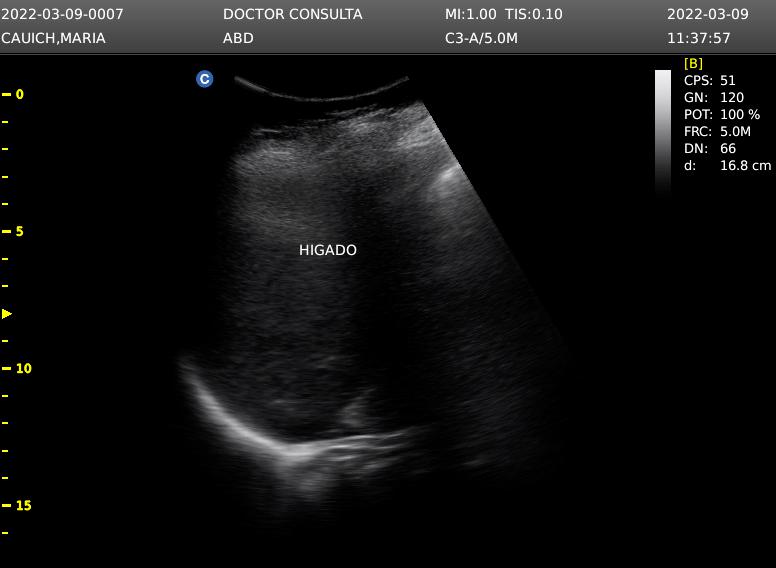 2022-03-09-0007 DOCTOR CONSULTA MI:1.00 TIS:0.10 2022-03-09
CAUICH,MARIA ABD C3-A/5.0M 11:37:57
C
[B]
CPS: 51
GN: 120
POT: 100 %
FRC: 5.0M
DN: 66
d: 16.8 cm
0
5
HIGADO
10
15